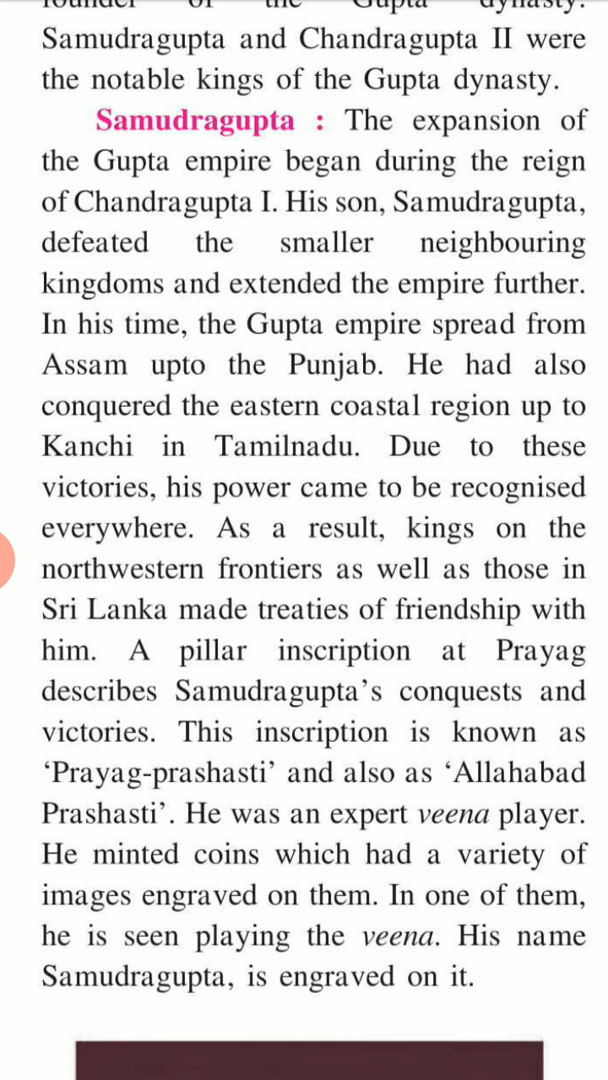 founder of the Gupta dynasty.
Samudragupta and Chandragupta II were
the notable kings of the Gupta dynasty.
Samudragupta : The expansion of
the Gupta empire began during the reign
of Chandragupta I. His son, Samudragupta,
defeated the smaller neighbouring
kingdoms and extended the empire further.
In his time, the Gupta empire spread from
Assam upto the Punjab. He had also
conquered the eastern coastal region up to
Kanchi in Tamilnadu. Due to these
victories, his power came to be recognised
everywhere. As a result, kings on the
northwestern frontiers as well as those in
Sri Lanka made treaties of friendship with
him. A pillar inscription at Prayag
describes Samudragupta’s conquests and
victories. This inscription is known as
‘Prayag-prashasti’ and also as ‘Allahabad
Prashasti’. He was an expert veena player.
He minted coins which had a variety of
images engraved on them. In one of them,
he is seen playing the veena. His name
Samudragupta, is engraved on it.